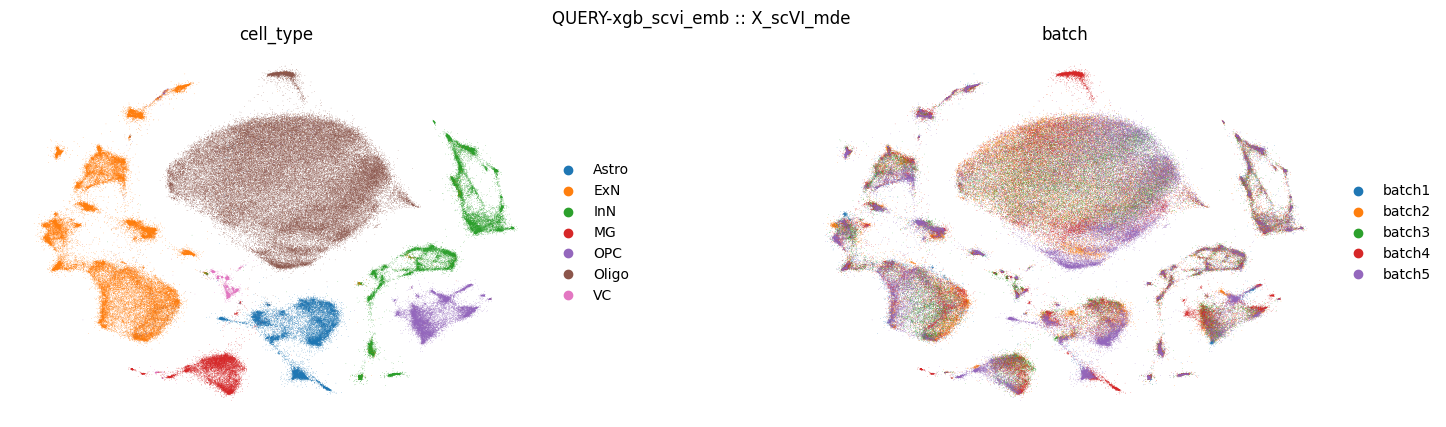 QUERY-xgb_scvi_emb :: X_scVI_mde
cell_type
Astro
ExN
InN
MG
OPC
Oligo
VC
batch
batch1
batch2
batch3
batch4
batch5